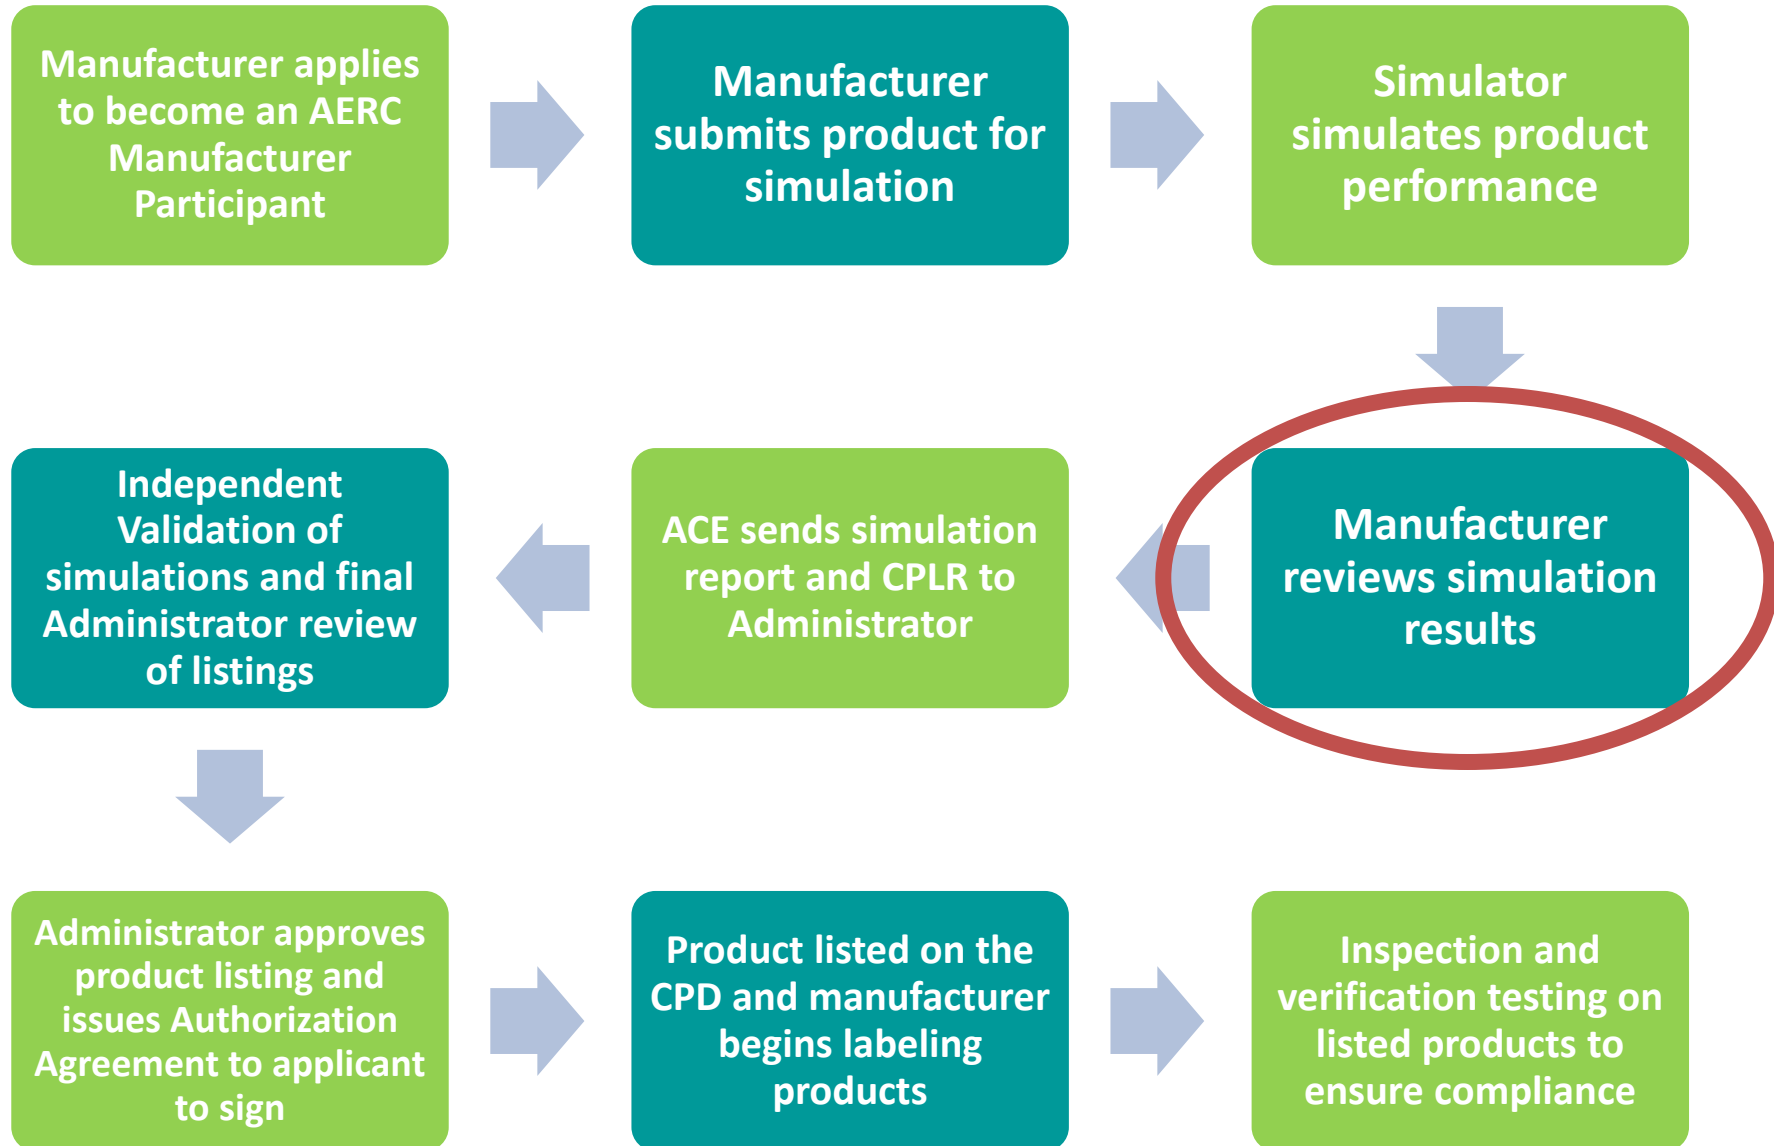 Manufacturer applies
to become an AERC
Manufacturer
Participant
Manufacturer
submits product for
simulation
Simulator
simulates product
performance
Manufacturer
reviews simulation
results
ACE sends simulation
report and CPLR to
Administrator
Independent
Validation of
simulations and final
Administrator review
of listings
Administrator approves
product listing and
issues Authorization
Agreement to applicant
to sign
Product listed on the
CPD and manufacturer
begins labeling
products
Inspection and
verification testing on
listed products to
ensure compliance